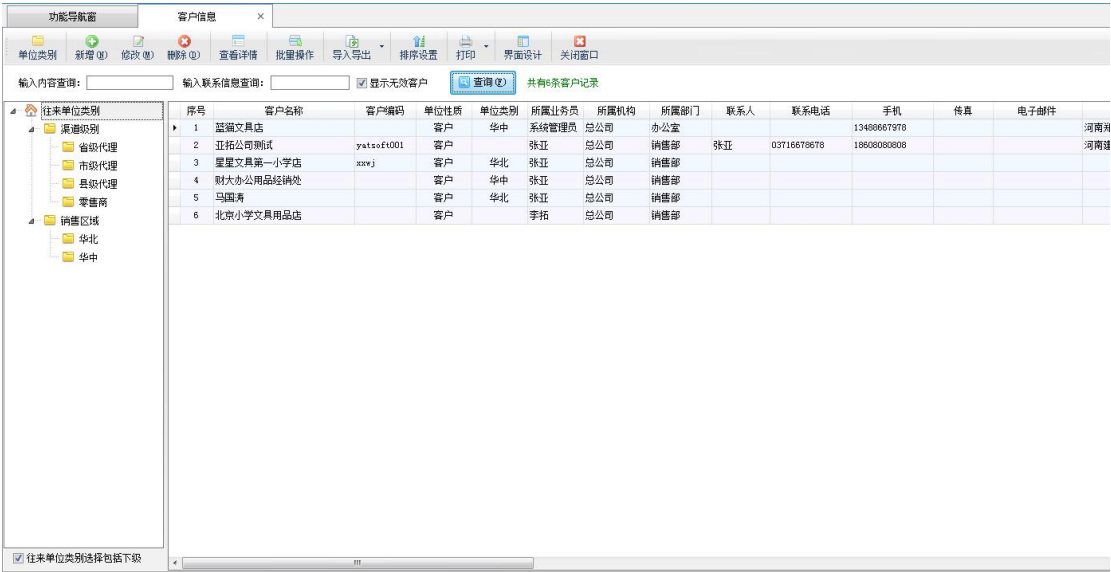 功能导航窗 客户信息 ×
单位类别 新增(N) 修改(M) 删除(D) 查看详情 批量操作 导入导出 排序设置 打印 界面设计 关闭窗口
输入内容查询： 输入联系信息查询： 显示无效客户 查询(F) 共有6条客户记录
往来单位类别
渠道级别
省级代理
市级代理
县级代理
零售商
销售区域
华北
华中
序号 客户名称 客户编码 单位性质 单位类别 所属业务员 所属机构 所属部门 联系人 联系电话 手机 传真 电子邮件
1 蓝猫文具店 客户 华中 系统管理员 总公司 办公室 13488667978 河南郑
2 亚拓公司测试 yatsoft001 客户 张亚 总公司 销售部 张亚 03716678678 18608080808 河南建
3 星星文具第一小学店 xxwj 客户 华北 张亚 总公司 销售部
4 财大办公用品经销处 客户 华中 张亚 总公司 销售部
5 马国涛 客户 华北 张亚 总公司 销售部
6 北京小学文具用品店 客户 李拓 总公司 销售部
往来单位类别选择包括下级